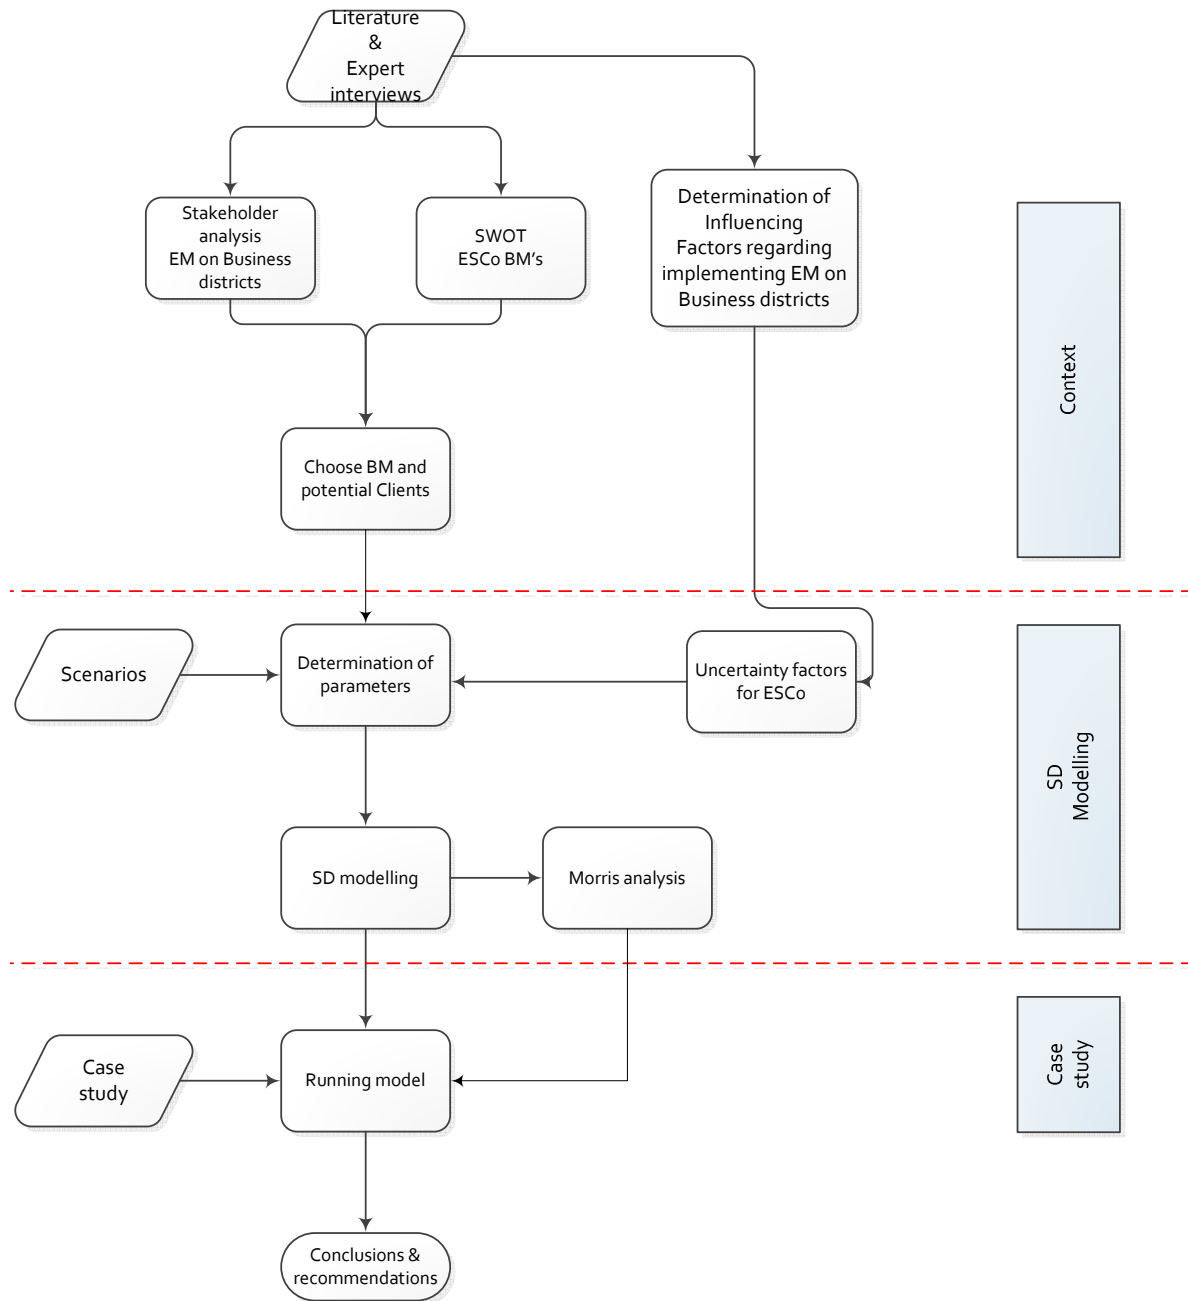 Literature
&
Expert
interviews
Stakeholder
analysis
EM on Business
districts
SWOT
ESCo BM’s
Determination of
Influencing
Factors regarding
implementing EM on
Business districts
Context
Choose BM and
potential Clients
Scenarios
Determination of
parameters
Uncertainty factors
for ESCo
SD
Modelling
SD modelling
Morris analysis
Case
study
Running model
Case
study
Conclusions &
recommendations